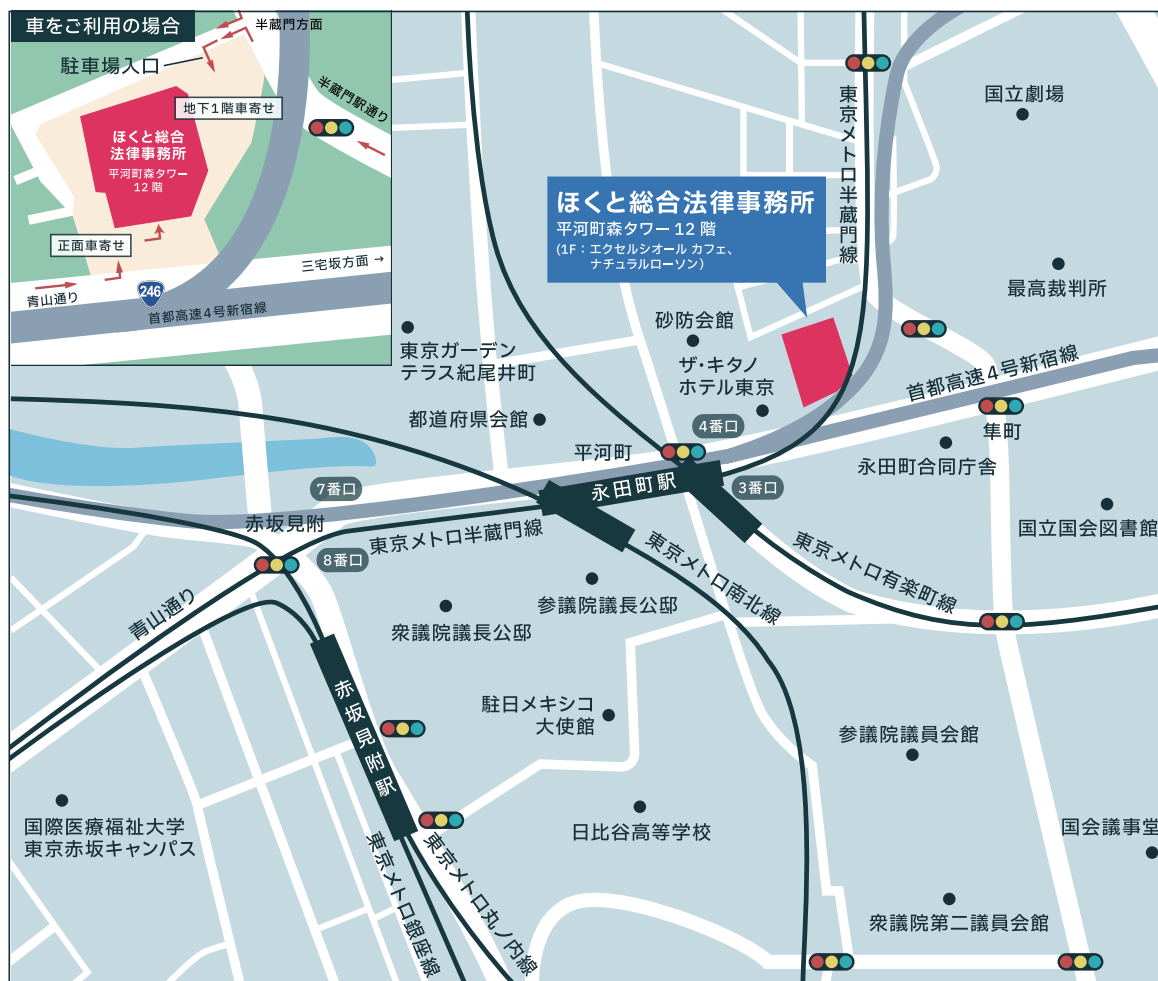 車をご利用の場合
半蔵門方面
駐車場入口
半蔵門駅通り
地下1階車寄せ
ほくと総合
法律事務所
平河町森タワー
12 階
正面車寄せ
三宅坂方面 →
青山通り
246
首都高速4号新宿線
国立劇場
東京メトロ半蔵門線
ほくと総合法律事務所
平河町森タワー 12 階
(1F：エクセルシオール カフェ、
ナチュラルローソン)
最高裁判所
砂防会館
東京ガーデン
テラス紀尾井町
ザ・キタノ
ホテル東京
首都高速4号新宿線
都道府県会館
4番口
隼町
平河町
永田町合同庁舎
永田町駅
7番口
3番口
赤坂見附
東京メトロ半蔵門線
国立国会図書館
8番口
東京メトロ南北線
東京メトロ有楽町線
青山通り
参議院議長公邸
衆議院議長公邸
赤坂見附駅
駐日メキシコ
大使館
参議院議員会館
国際医療福祉大学
東京赤坂キャンパス
日比谷高等学校
国会議事堂
東京メトロ銀座線
東京メトロ丸ノ内線
衆議院第二議員会館